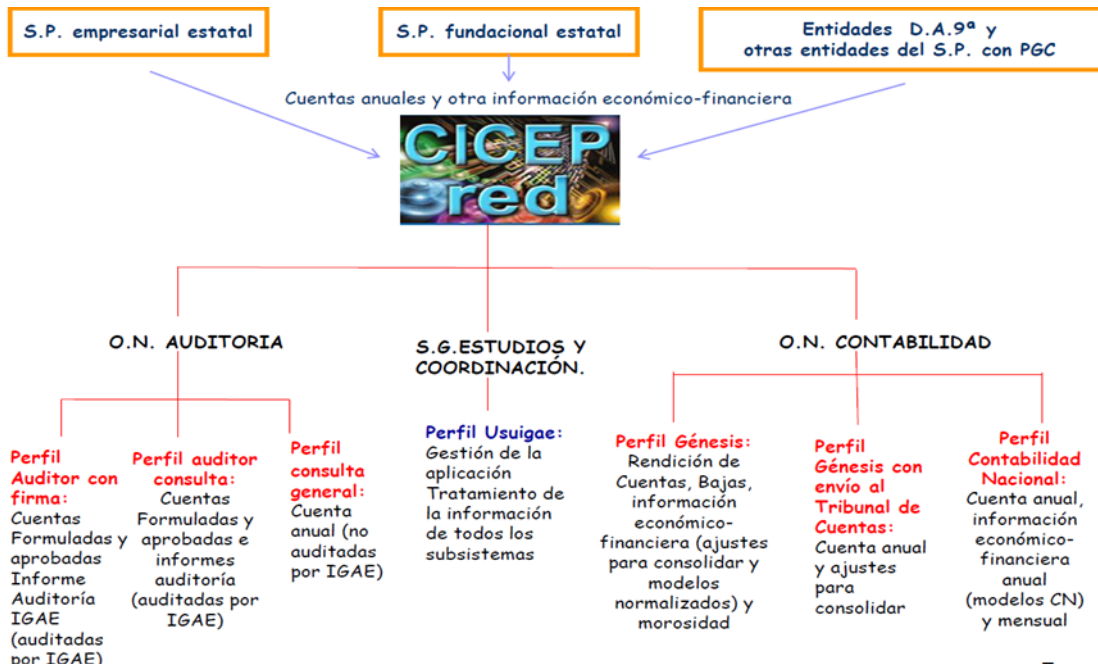 S.P. empresarial estatal
S.P. fundacional estatal
Entidades D.A.9ª y
otras entidades del S.P. con PGC
Cuentas anuales y otra información económico-financiera
CICEP
red
O.N. AUDITORIA
S.G.ESTUDIOS Y
COORDINACIÓN.
O.N. CONTABILIDAD
Perfil
Auditor con
firma:
Cuentas
Formuladas y
aprobadas
Informe
Auditoría
IGAE
(auditadas
por IGAE)
Perfil auditor
consulta:
Cuentas
Formuladas y
aprobadas e
informes
auditoría
(auditadas por
IGAE)
Perfil
consulta
general:
Cuenta
anual (no
auditadas
por IGAE)
Perfil Usuigae:
Gestión de la
aplicación
Tratamiento de
la información
de todos los
subsistemas
Perfil Génesis:
Rendición de
Cuentas, Bajas,
información
económico-
financiera (ajustes
para consolidar y
modelos
normalizados) y
morosidad
Perfil
Génesis con
envío al
Tribunal de
Cuentas:
Cuenta anual
y ajustes
para
consolidar
Perfil
Contabilidad
Nacional:
Cuenta anual,
información
económico-
financiera
anual
(modelos CN)
y mensual